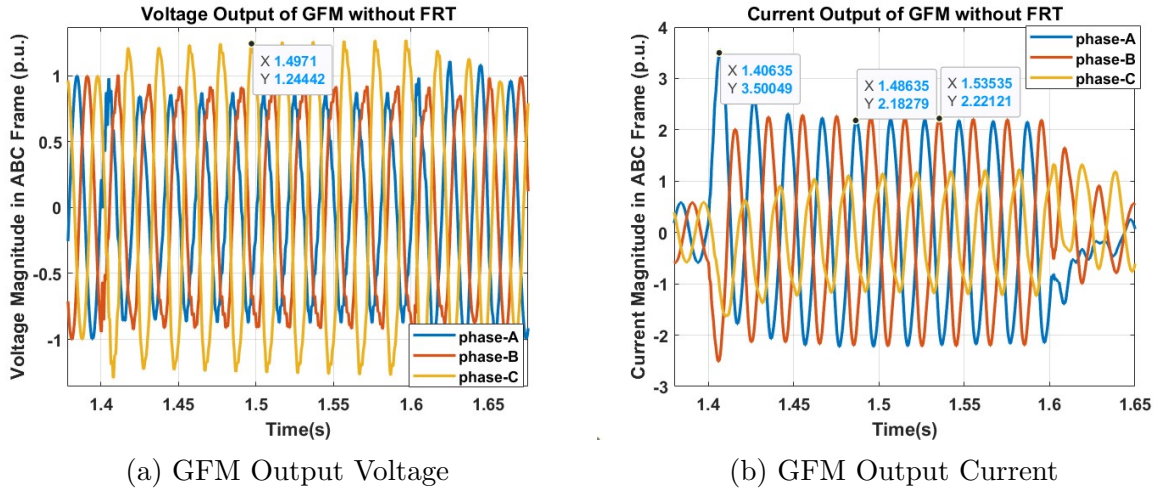 Voltage Output of GFM without FRT
Voltage Magnitude in ABC Frame (p.u.)
1
0.5
0
-0.5
-1
X 1.4971
Y 1.24442
phase-A
phase-B
phase-C
1.4
1.45
1.5
1.55
1.6
1.65
Time(s)
(a) GFM Output Voltage
Current Output of GFM without FRT
Current Magnitude in ABC Frame (p.u.)
4
3
2
1
0
-1
-2
-3
phase-A
phase-B
phase-C
X 1.40635
Y 3.50049
X 1.48635
Y 2.18279
X 1.53535
Y 2.22121
1.4
1.45
1.5
1.55
1.6
1.65
Time(s)
(b) GFM Output Current